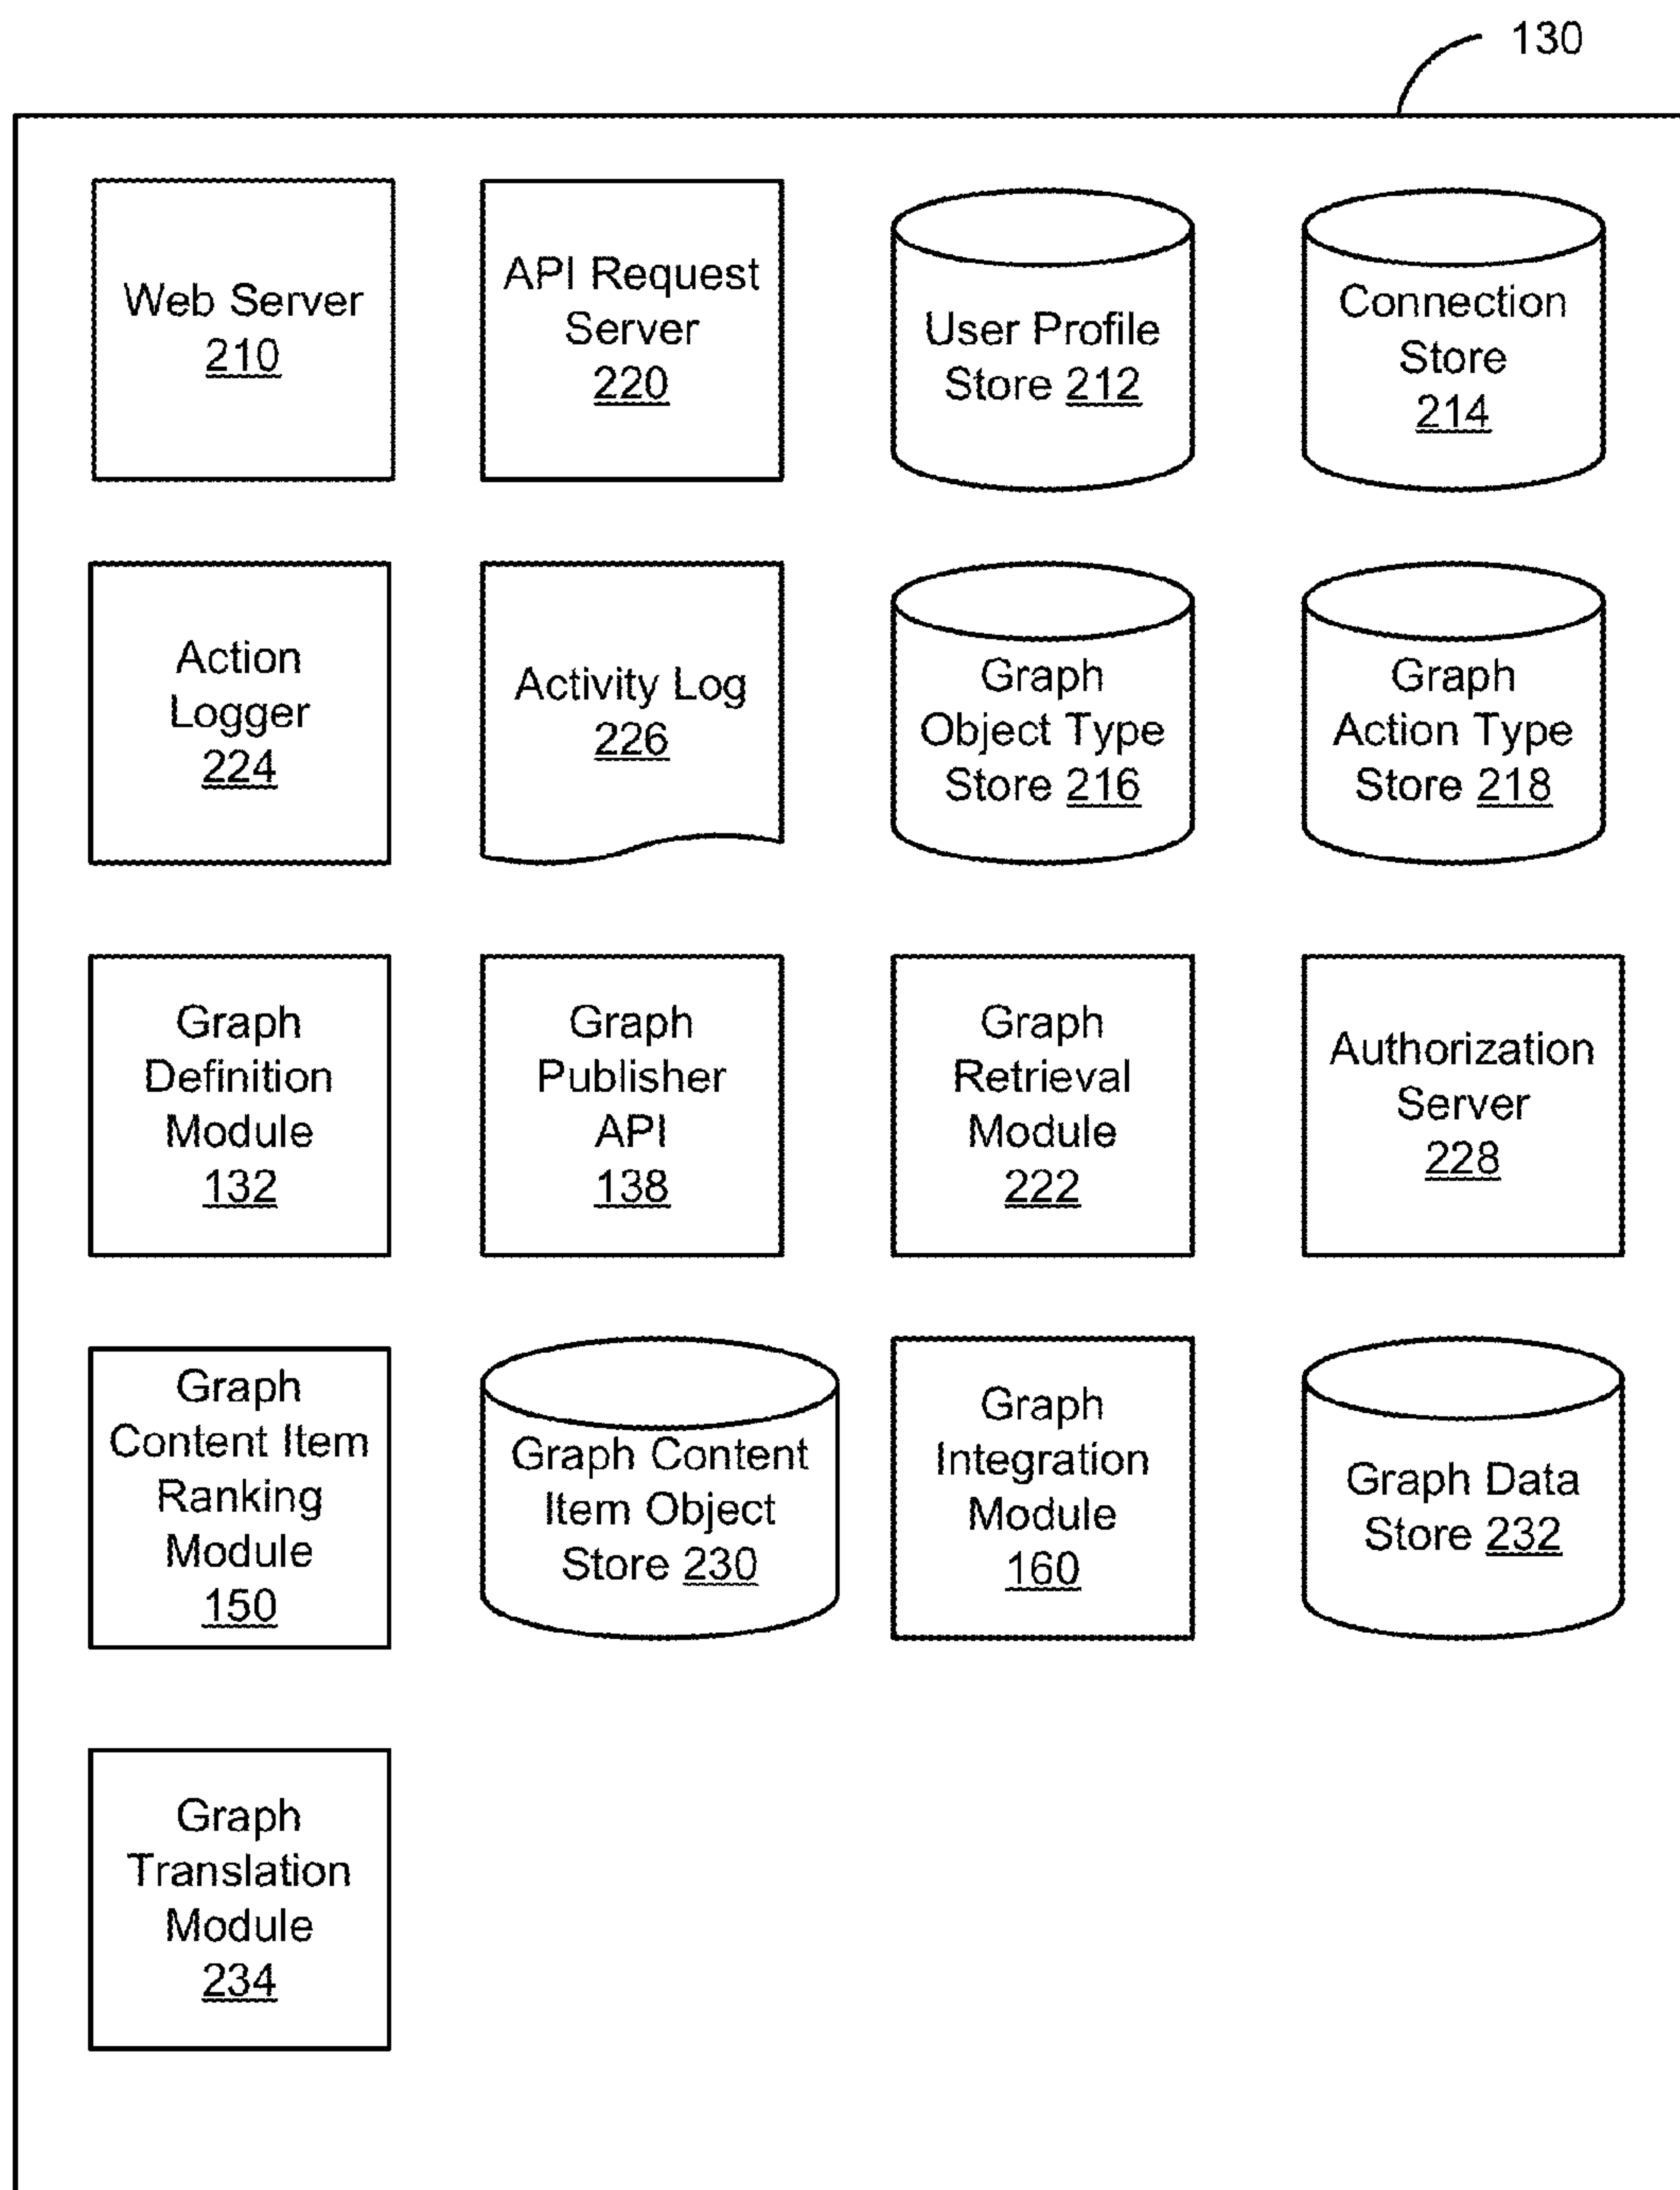 130
Web Server
210
API Request
Server
220
User Profile
Store 212
Connection
Store
214
Action
Logger
224
Activity Log
226
Graph
Object Type
Store 216
Graph
Action Type
Store 218
Graph
Definition
Module
132
Graph
Publisher
API
138
Graph
Retrieval
Module
222
Authorization
Server
228
Graph
Content Item
Ranking
Module
150
Graph Content
Item Object
Store 230
Graph
Integration
Module
160
Graph Data
Store 232
Graph
Translation
Module
234